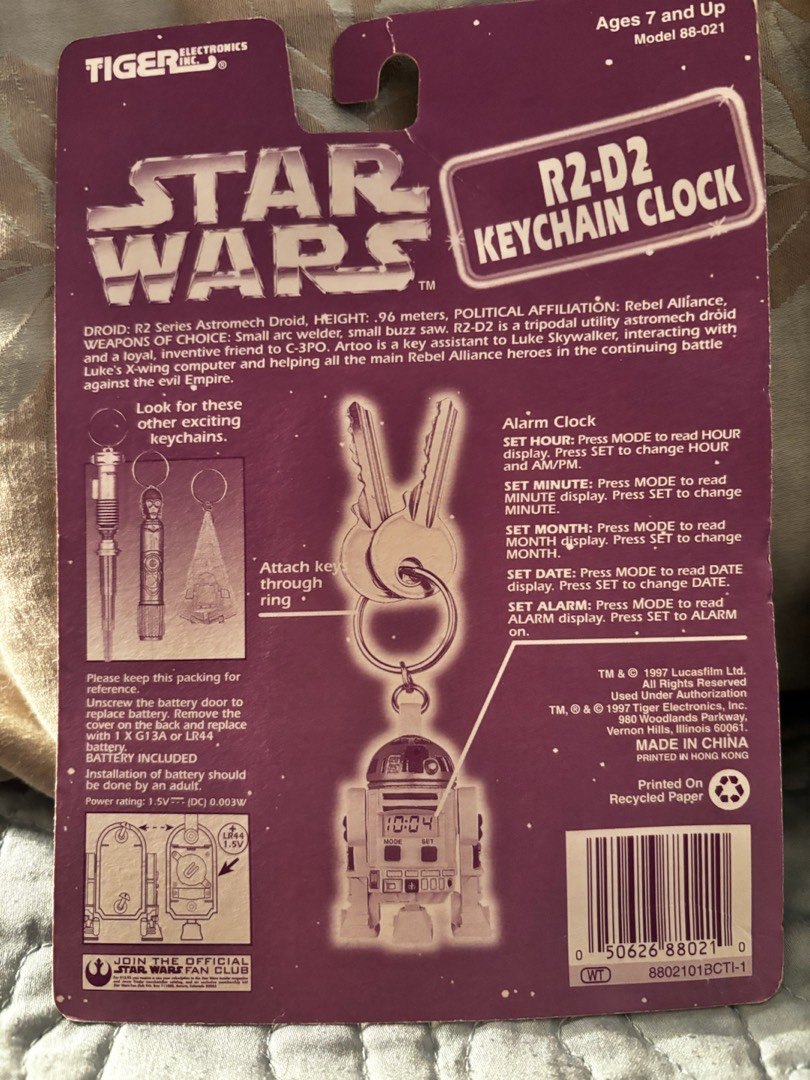 TIGER ELECTRONICS INC.®
Ages 7 and Up
Model 88-021
STAR
WARS™
R2-D2
KEYCHAIN CLOCK
DROID: R2 Series Astromech Droid, HEIGHT: .96 meters, POLITICAL AFFILIATION: Rebel Alliance,
WEAPONS OF CHOICE: Small arc welder, small buzz saw. R2-D2 is a tripodal utility astromech droid
and a loyal, inventive friend to C-3PO. Artoo is a key assistant to Luke Skywalker, interacting with
Luke's X-wing computer and helping all the main Rebel Alliance heroes in the continuing battle
against the evil Empire.
Look for these
other exciting
keychains.
Attach keys
through
ring
Alarm Clock
SET HOUR: Press MODE to read HOUR
display. Press SET to change HOUR
and AM/PM.
SET MINUTE: Press MODE to read
MINUTE display. Press SET to change
MINUTE.
SET MONTH: Press MODE to read
MONTH display. Press SET to change
MONTH.
SET DATE: Press MODE to read DATE
display. Press SET to change DATE.
SET ALARM: Press MODE to read
ALARM display. Press SET to ALARM
on.
Please keep this packing for
reference.
Unscrew the battery door to
replace battery. Remove the
cover on the back and replace
with 1 X G13A or LR44
battery.
BATTERY INCLUDED
Installation of battery should
be done by an adult.
Power rating: 1.5V⎓ (DC) 0.003W
+
LR44
1.5V
10:04
MODE SET
TM & © 1997 Lucasfilm Ltd.
All Rights Reserved
Used Under Authorization
TM, ® & © 1997 Tiger Electronics, Inc.
980 Woodlands Parkway,
Vernon Hills, Illinois 60061.
MADE IN CHINA
PRINTED IN HONG KONG
Printed On
Recycled Paper
0 50626 88021 0
WT 8802101BCTI-1
JOIN THE OFFICIAL
STAR WARS FAN CLUB